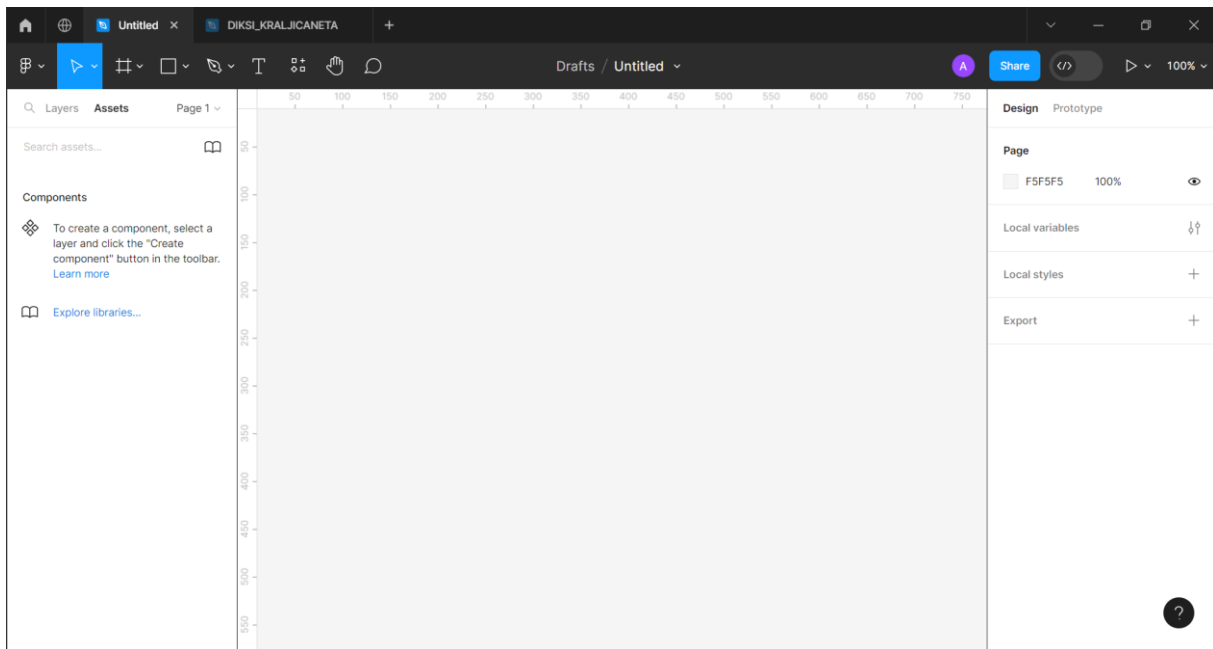 Untitled
DIKSI_KRALJICANETA
Drafts / Untitled
A
Share
100%
Layers Assets Page 1
50 100 150 200 250 300 350 400 450 500 550 600 650 700 750
Design Prototype
Search assets...
Page
F5F5F5 100%
Components
To create a component, select a
layer and click the "Create
component" button in the toolbar.
Learn more
Explore libraries...
Local variables
Local styles
Export
50
100
150
200
250
300
350
400
450
500
550
?